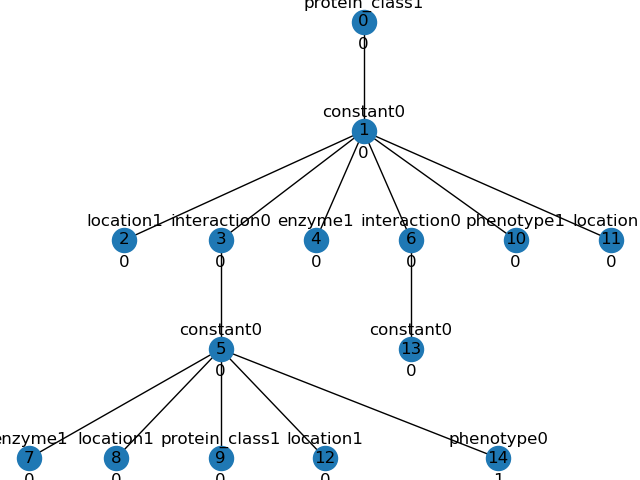 protein_class1
0
0
constant0
1
0
location1 interaction0 enzyme1 interaction0 phenotype1 location
2 3 4 6 10 11
0 0 0 0 0 0
constant0 constant0
5 13
0 0
enzyme1 location1 protein_class1 location1 phenotype0
7 8 9 12 14
0 0 0 0 1